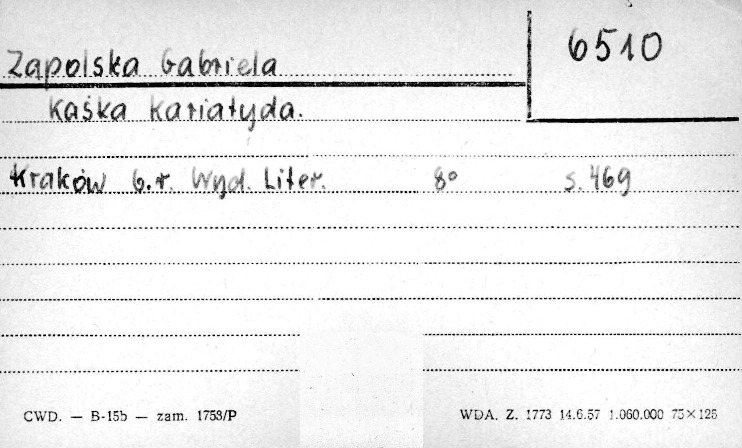 6510
Zapolska Gabriela
Kaśka Kariatyda.
Kraków b.r. Wyd. Liter. 8° s. 469
CWD. — B-15b — zam. 1753/P WDA. Z. 1773 14.6.57 1.060.000 75×125